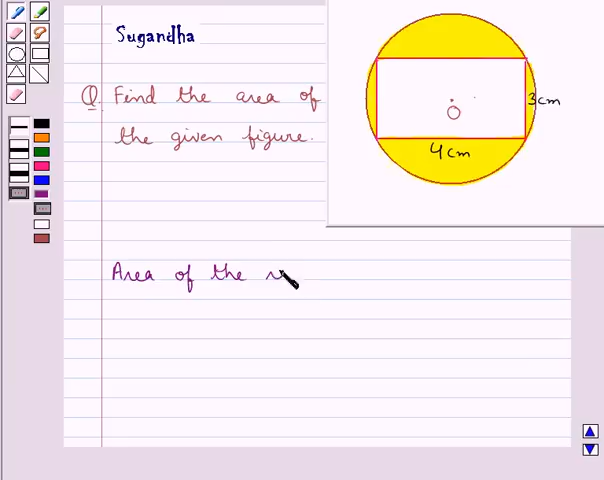 Sugandha
Q. Find the area of
the given figure.
3cm
O
4cm
Area of the